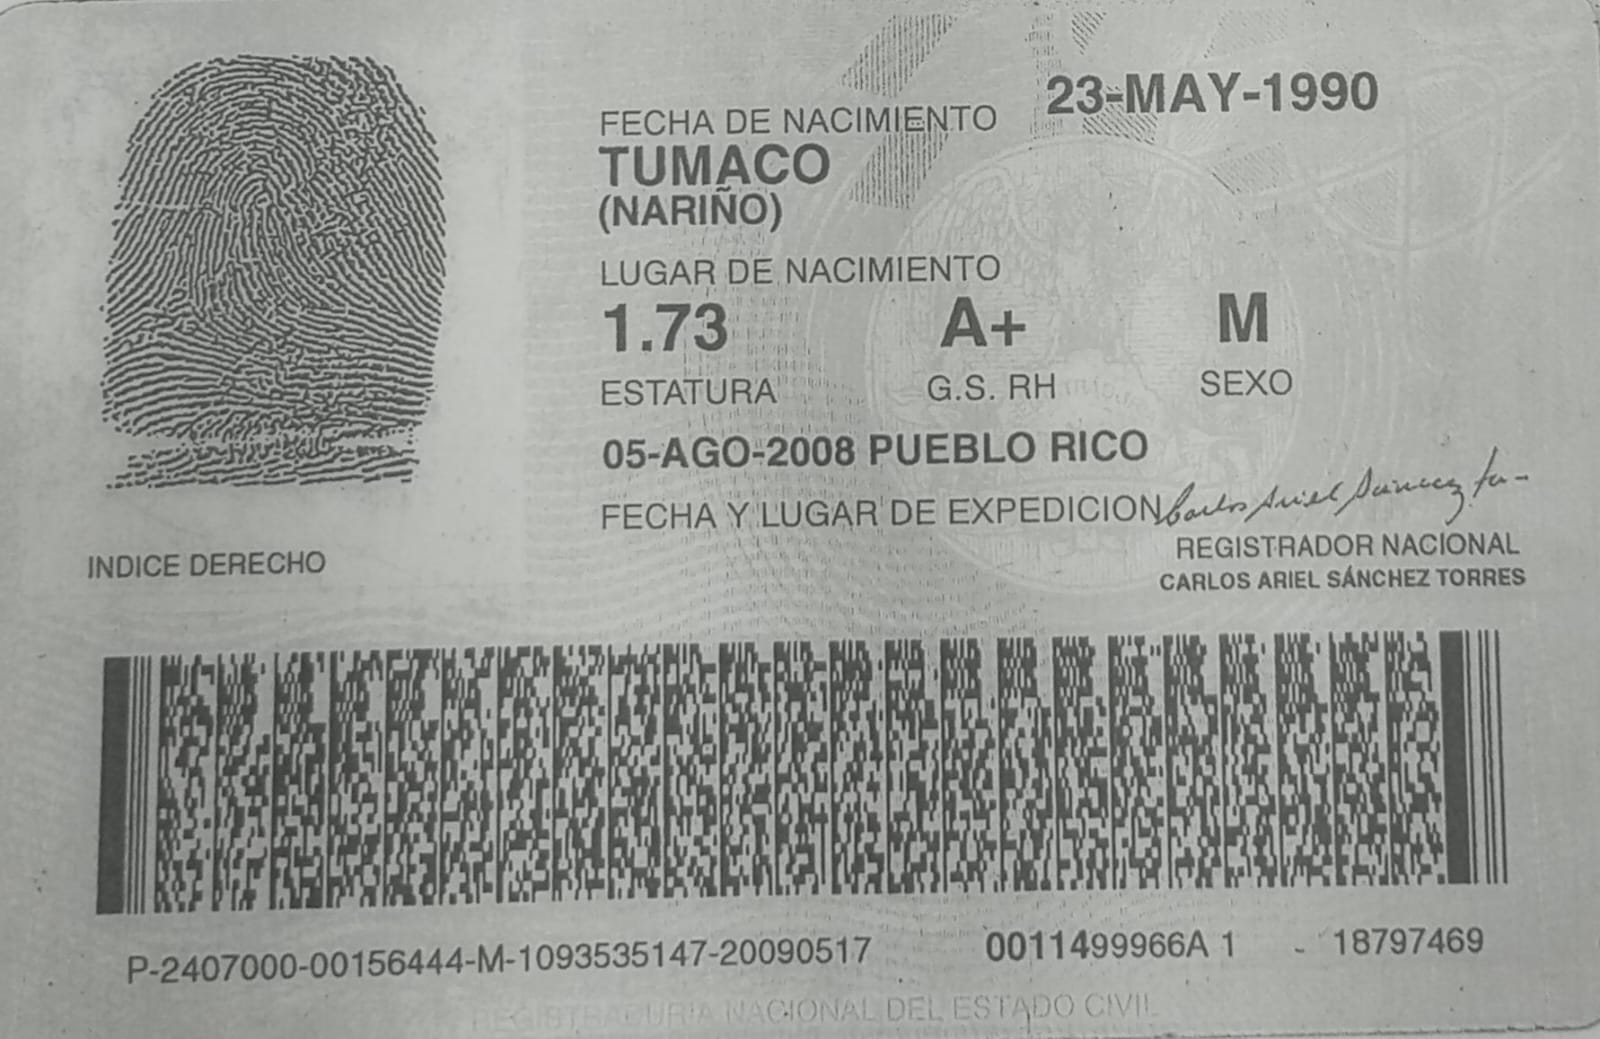 23-MAY-1990
FECHA DE NACIMIENTO
TUMACO
(NARIÑO)
LUGAR DE NACIMIENTO
1.73 A+ M
ESTATURA G.S. RH SEXO
05-AGO-2008 PUEBLO RICO
FECHA Y LUGAR DE EXPEDICION
REGISTRADOR NACIONAL
CARLOS ARIEL SÁNCHEZ TORRES
INDICE DERECHO
P-2407000-00156444-M-1093535147-20090517 0011499966A 1 - 18797469
REGISTRADURIA NACIONAL DEL ESTADO CIVIL